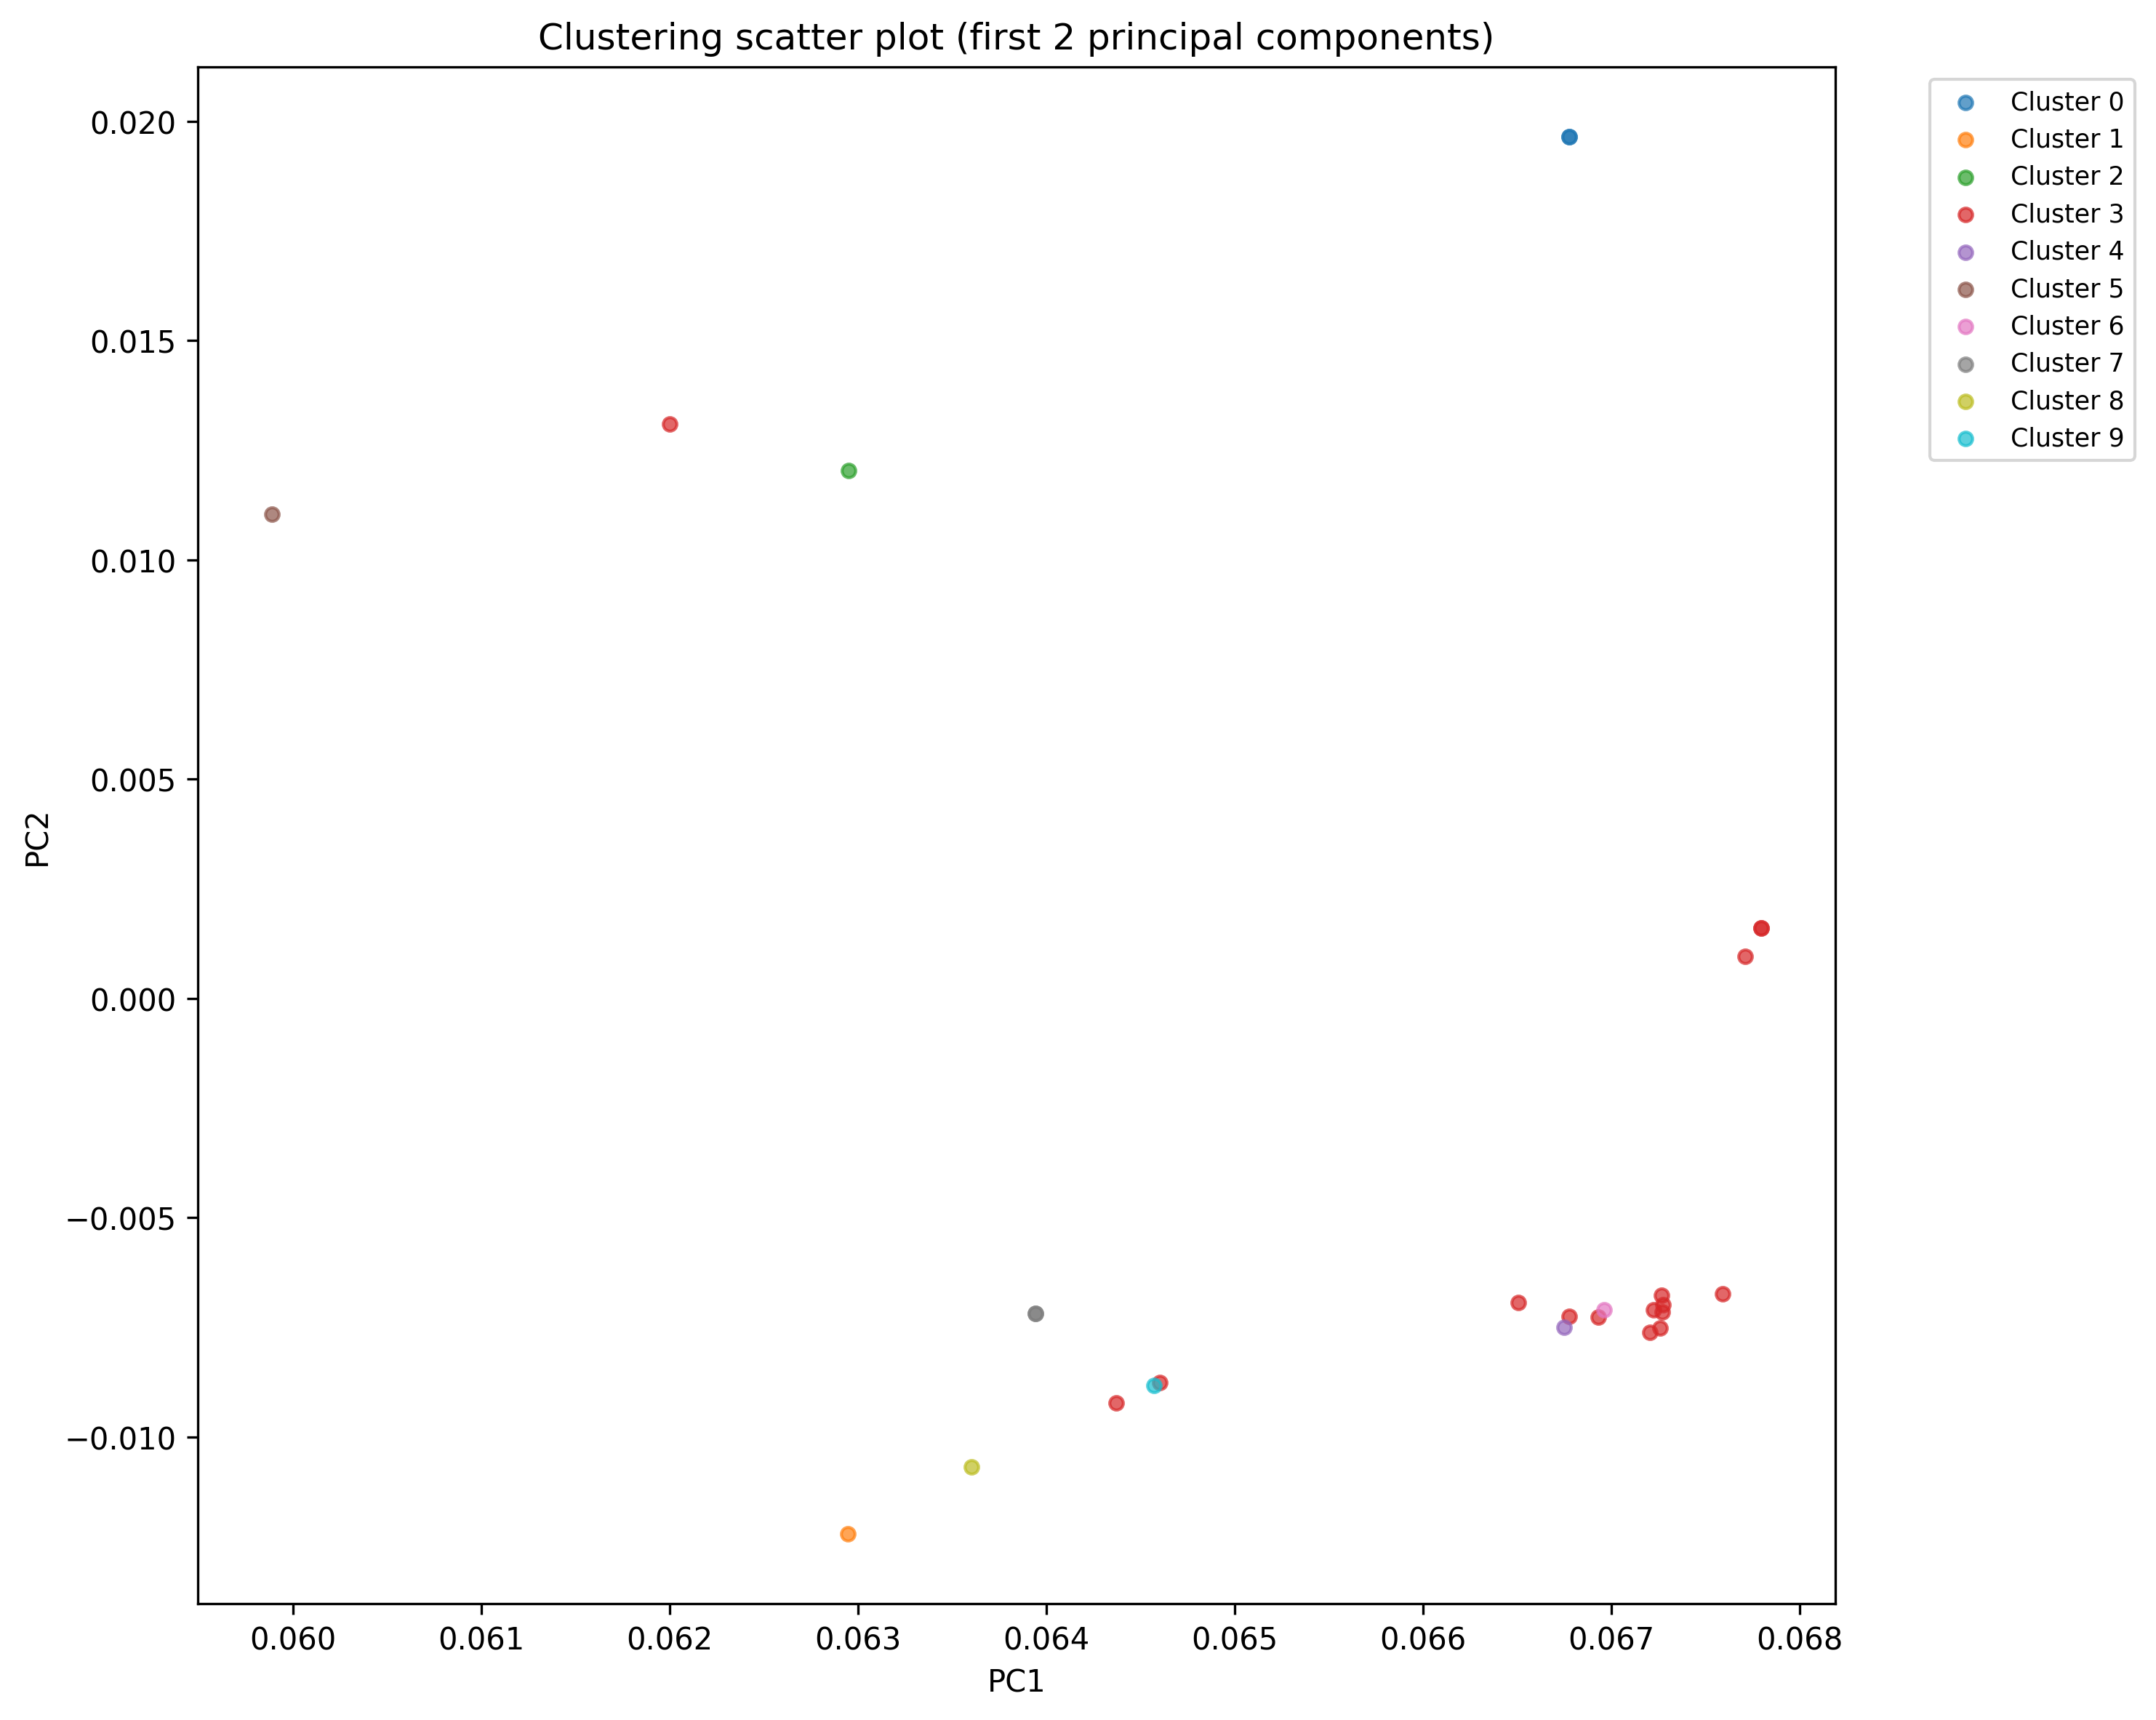 Clustering scatter plot (first 2 principal components)
Cluster 0
Cluster 1
Cluster 2
Cluster 3
Cluster 4
Cluster 5
Cluster 6
Cluster 7
Cluster 8
Cluster 9
0.020
0.015
0.010
0.005
0.000
−0.005
−0.010
PC2
0.060 0.061 0.062 0.063 0.064 0.065 0.066 0.067 0.068
PC1